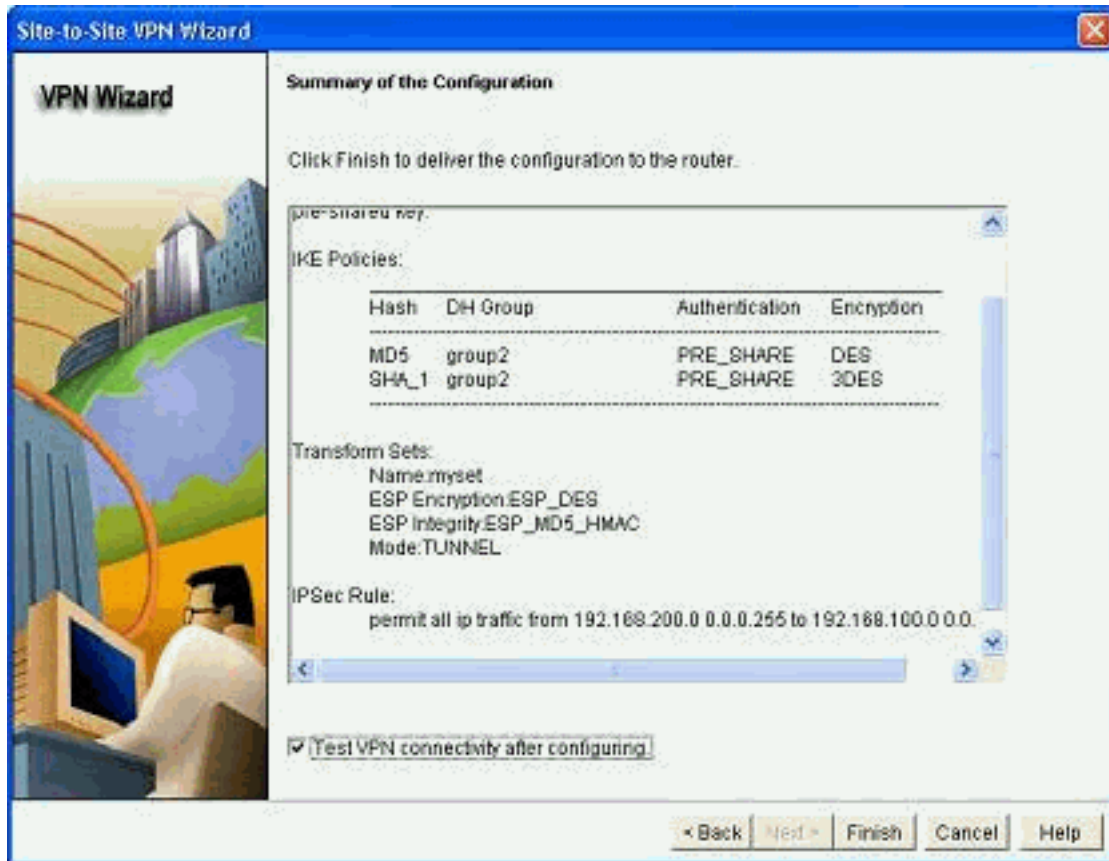 Site-to-Site VPN Wizard
VPN Wizard
Summary of the Configuration
Click Finish to deliver the configuration to the router.
pre-shared key.
IKE Policies:
Hash DH Group Authentication Encryption
MD5 group2 PRE_SHARE DES
SHA_1 group2 PRE_SHARE 3DES
Transform Sets:
Name:myset
ESP Encryption:ESP_DES
ESP Integrity:ESP_MD5_HMAC
Mode:TUNNEL
IPSec Rule:
permit all ip traffic from 192.168.200.0 0.0.0.255 to 192.168.100.0 0.0.
Test VPN connectivity after configuring.
< Back Next > Finish Cancel Help